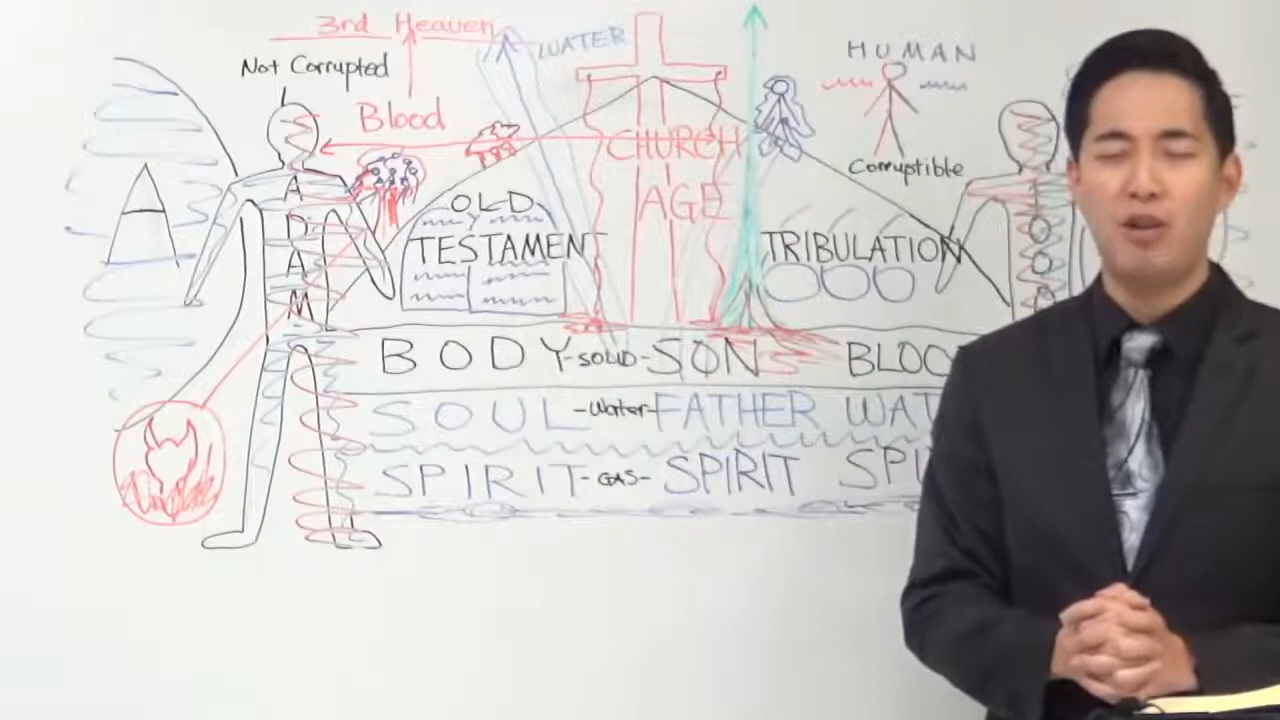 3rd Heaven
WATER
HUMAN
Not Corrupted
Blood
CHURCH
Corruptible
A
OLD
AGE
ADAM
TESTAMENT
TRIBULATION
BODY-SOLID-SON BLOO
SOUL-Water-FATHER WAT
SPIRIT-GAS-SPIRIT SPI